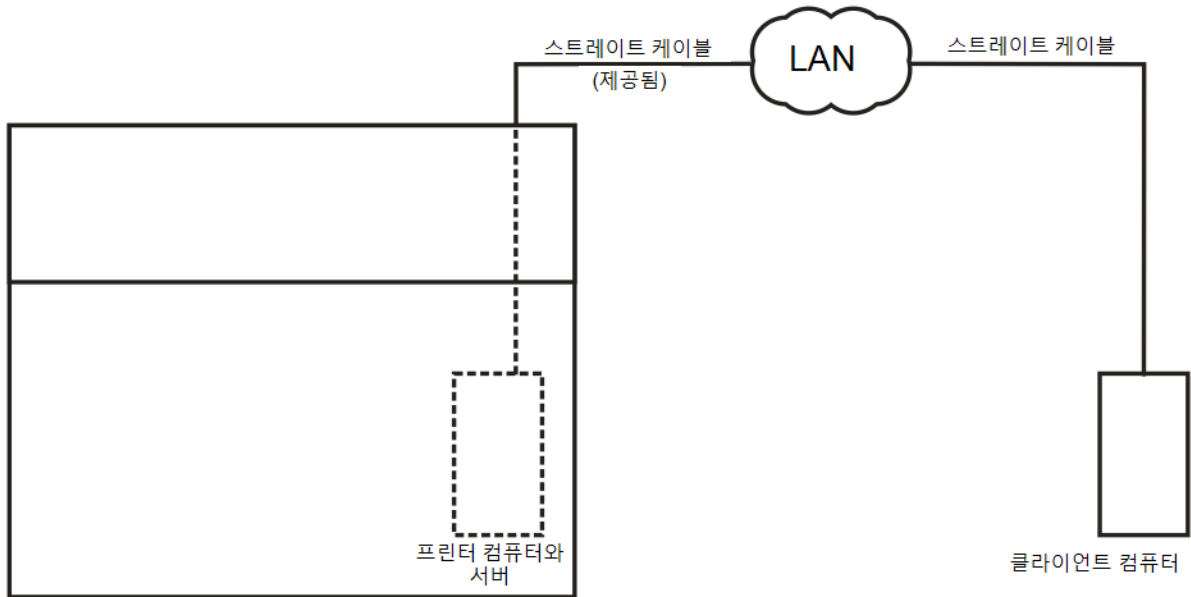 스트레이트 케이블
(제공됨)
LAN
스트레이트 케이블
프린터 컴퓨터와
서버
클라이언트 컴퓨터